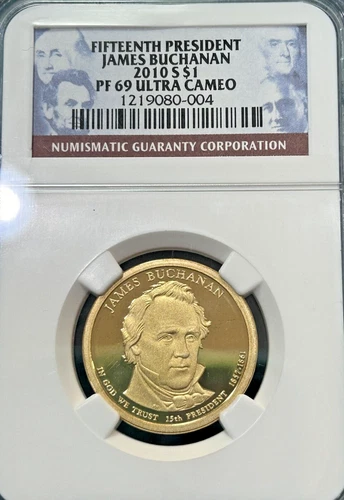 FIFTEENTH PRESIDENT
JAMES BUCHANAN
2010 S $1
PF 69 ULTRA CAMEO
1219080-004
NUMISMATIC GUARANTY CORPORATION
JAMES BUCHANAN
IN GOD WE TRUST 15th PRESIDENT 1857-1861